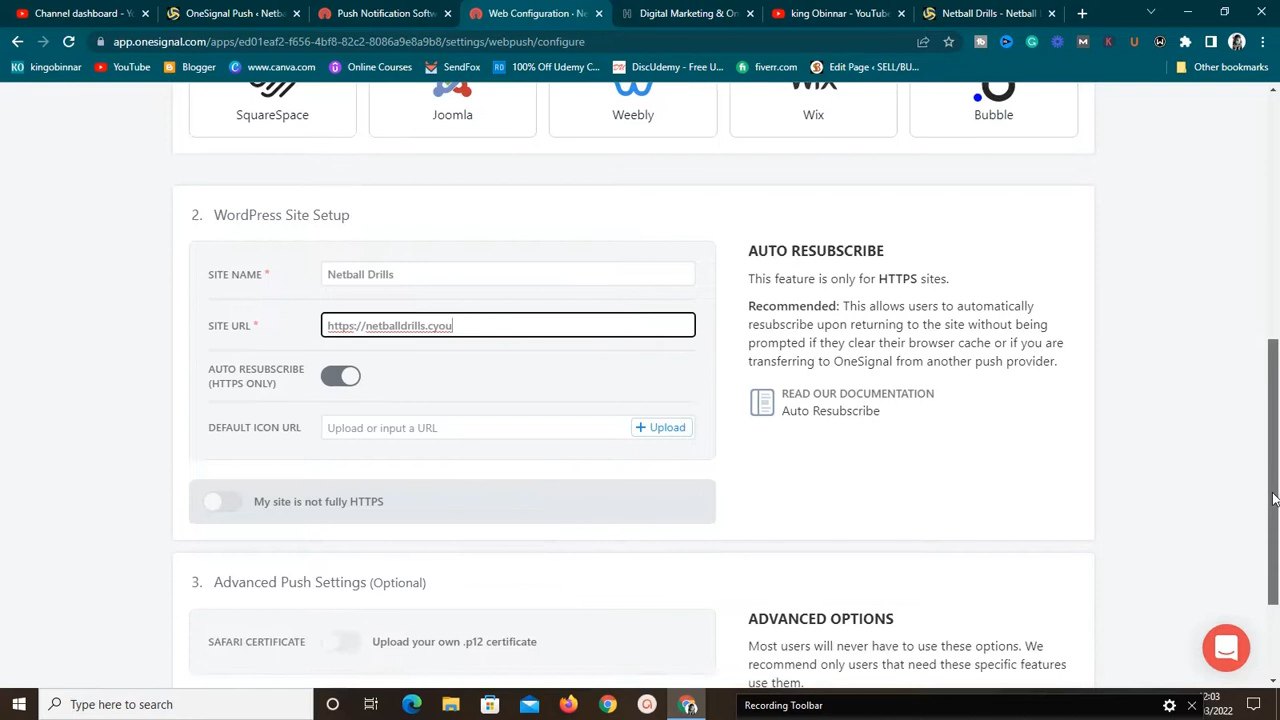 Channel dashboard - Y
OneSignal Push ‹ Netball
Push Notification Softw
Web Configuration · Ne
Digital Marketing & On
king Obinnar - YouTube
Netball Drills - Netball L
app.onesignal.com/apps/ed01eaf2-f656-4bf8-82c2-8086a9e8a9b8/settings/webpush/configure
kingobinnar
YouTube
Blogger
www.canva.com
Online Courses
SendFox
100% Off Udemy C...
DiscUdemy - Free U...
fiverr.com
Edit Page ‹ SELL/BU...
Other bookmarks
SquareSpace
Joomla
Weebly
Wix
Bubble
2. WordPress Site Setup
SITE NAME *
Netball Drills
SITE URL *
https://netballdrills.cyou
AUTO RESUBSCRIBE
(HTTPS ONLY)
DEFAULT ICON URL
Upload or input a URL
+ Upload
My site is not fully HTTPS
AUTO RESUBSCRIBE
This feature is only for HTTPS sites.
Recommended: This allows users to automatically
resubscribe upon returning to the site without being
prompted if they clear their browser cache or if you are
transferring to OneSignal from another push provider.
READ OUR DOCUMENTATION
Auto Resubscribe
3. Advanced Push Settings (Optional)
SAFARI CERTIFICATE
Upload your own .p12 certificate
ADVANCED OPTIONS
Most users will never have to use these options. We
recommend only users that need these specific features
use them.
Type here to search
Recording Toolbar
2:03
3/2022